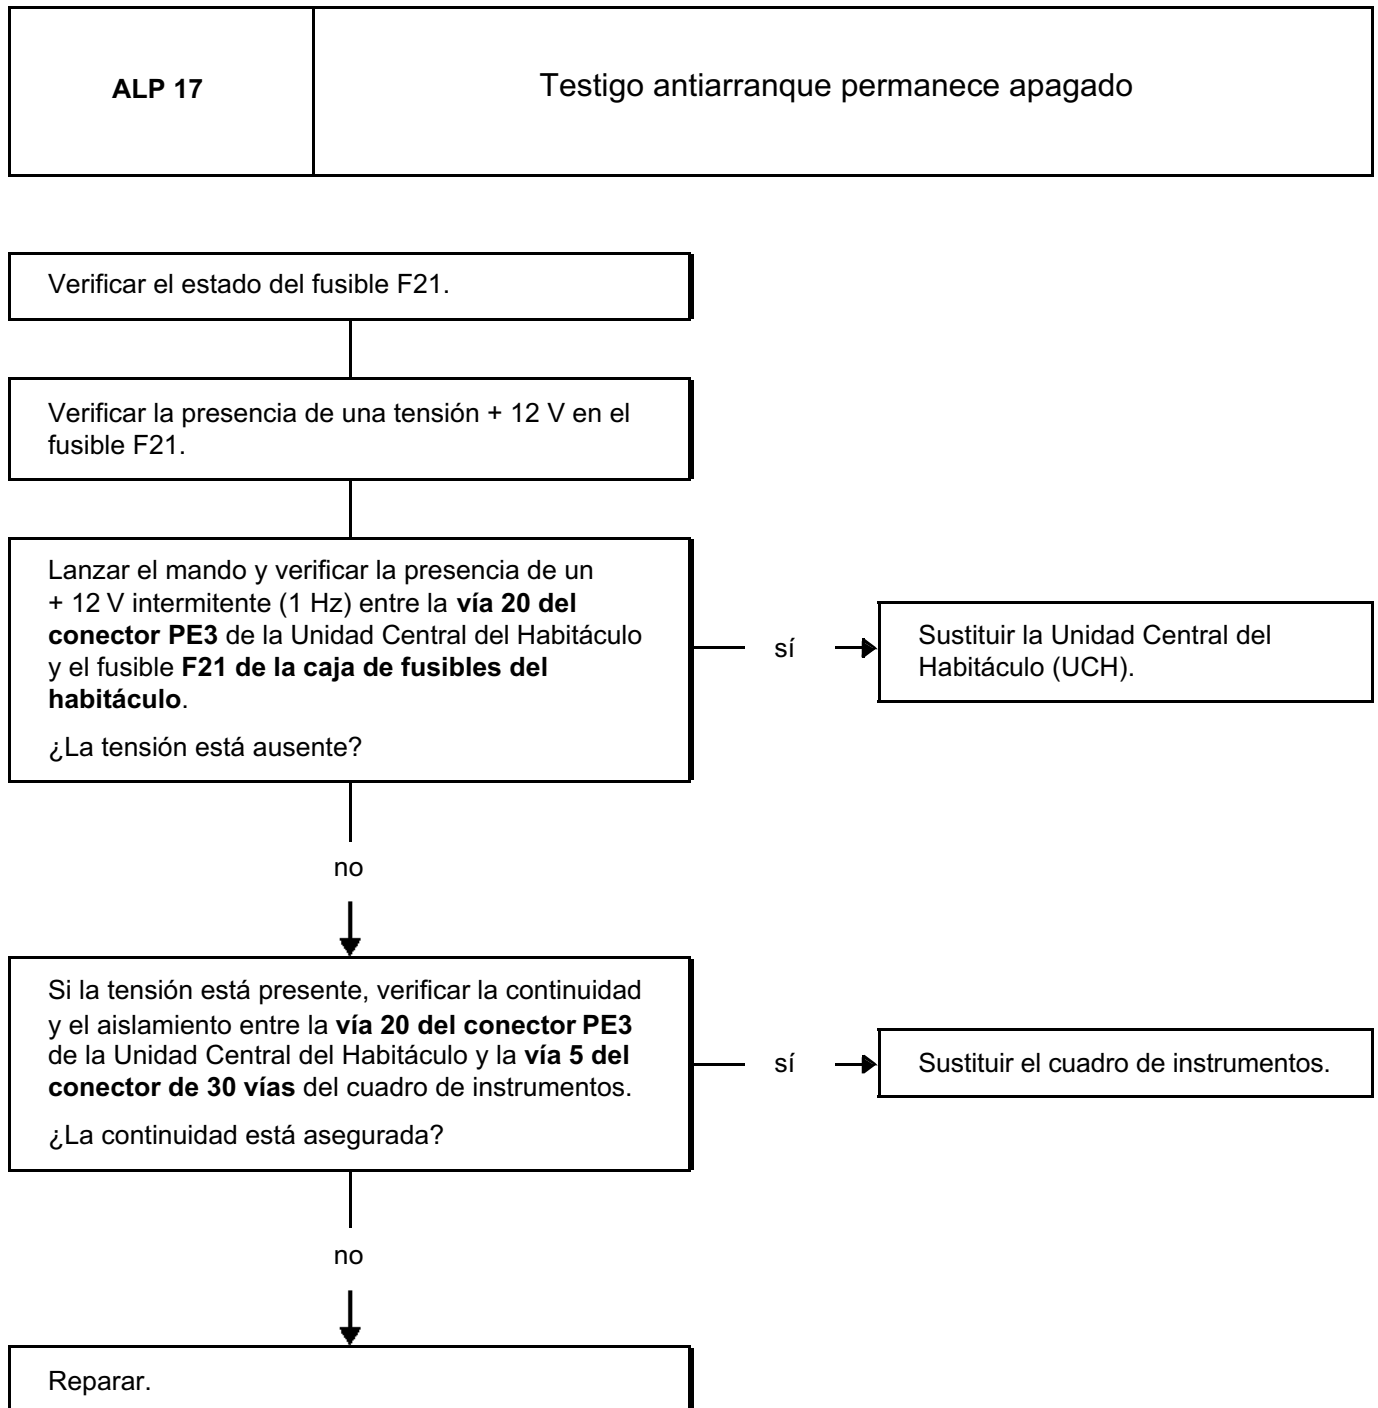 ALP 17
Testigo antiarranque permanece apagado
Verificar el estado del fusible F21.
Verificar la presencia de una tensión + 12 V en el
fusible F21.
Lanzar el mando y verificar la presencia de un
+ 12 V intermitente (1 Hz) entre la vía 20 del
conector PE3 de la Unidad Central del Habitáculo
y el fusible F21 de la caja de fusibles del
habitáculo.
¿La tensión está ausente?
sí
Sustituir la Unidad Central del
Habitáculo (UCH).
no
Si la tensión está presente, verificar la continuidad
y el aislamiento entre la vía 20 del conector PE3
de la Unidad Central del Habitáculo y la vía 5 del
conector de 30 vías del cuadro de instrumentos.
¿La continuidad está asegurada?
sí
Sustituir el cuadro de instrumentos.
no
Reparar.